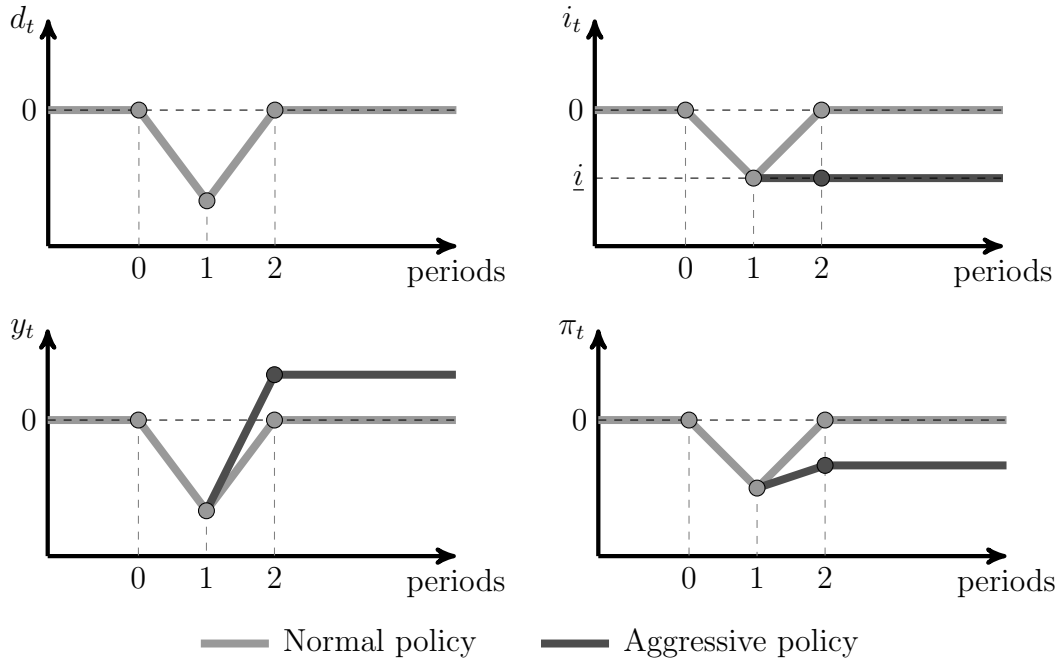 d_t
0
0 1 2 periods
i_t
0
i
0 1 2 periods
y_t
0
0 1 2 periods
π_t
0
0 1 2 periods
Normal policy Aggressive policy